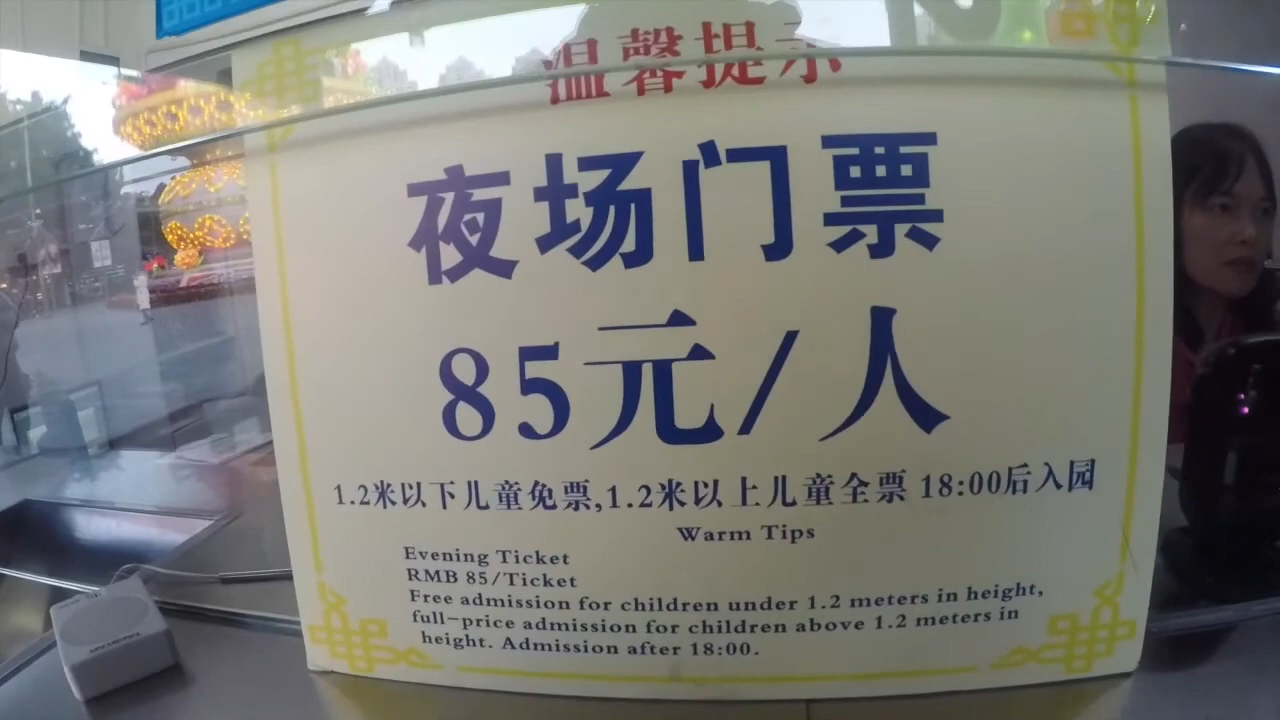 温馨提示
夜场门票
85元/人
1.2米以下儿童免票,1.2米以上儿童全票 18:00后入园
Warm Tips
Evening Ticket
RMB 85/Ticket
Free admission for children under 1.2 meters in height,
full-price admission for children above 1.2 meters in
height. Admission after 18:00.